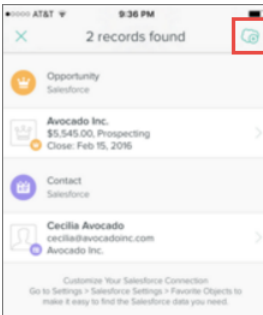 ●○○○○ AT&T
9:36 PM
2 records found
Opportunity
Salesforce
Avocado Inc.
$5,545.00, Prospecting
Close: Feb 15, 2016
Contact
Salesforce
Cecilia Avocado
cecilia@avocadoinc.com
Avocado Inc.
Customize Your Salesforce Connection
Go to Settings > Salesforce Settings > Favorite Objects to
make it easy to find the Salesforce data you need.